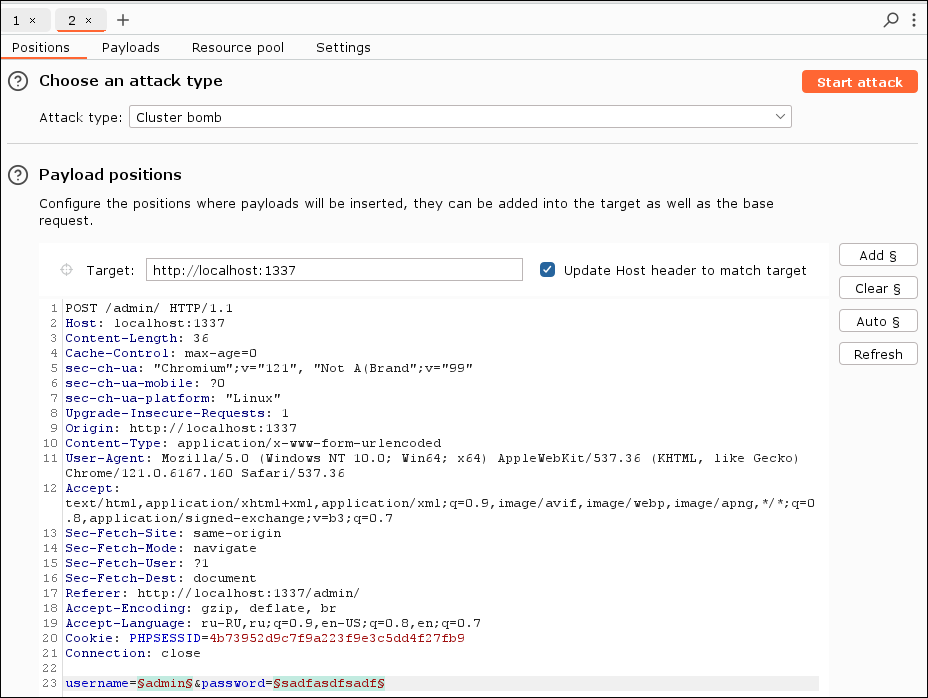 1 × 2 × +
Positions Payloads Resource pool Settings
? Choose an attack type
Start attack
Attack type: Cluster bomb
? Payload positions
Configure the positions where payloads will be inserted, they can be added into the target as well as the base
request.
Target: http://localhost:1337 Update Host header to match target
Add §
Clear §
Auto §
Refresh
1 POST /admin/ HTTP/1.1
2 Host: localhost:1337
3 Content-Length: 36
4 Cache-Control: max-age=0
5 sec-ch-ua: "Chromium";v="121", "Not A(Brand";v="99"
6 sec-ch-ua-mobile: ?0
7 sec-ch-ua-platform: "Linux"
8 Upgrade-Insecure-Requests: 1
9 Origin: http://localhost:1337
10 Content-Type: application/x-www-form-urlencoded
11 User-Agent: Mozilla/5.0 (Windows NT 10.0; Win64; x64) AppleWebKit/537.36 (KHTML, like Gecko)
Chrome/121.0.6167.160 Safari/537.36
12 Accept:
text/html,application/xhtml+xml,application/xml;q=0.9,image/avif,image/webp,image/apng,*/*;q=0
.8,application/signed-exchange;v=b3;q=0.7
13 Sec-Fetch-Site: same-origin
14 Sec-Fetch-Mode: navigate
15 Sec-Fetch-User: ?1
16 Sec-Fetch-Dest: document
17 Referer: http://localhost:1337/admin/
18 Accept-Encoding: gzip, deflate, br
19 Accept-Language: ru-RU,ru;q=0.9,en-US;q=0.8,en;q=0.7
20 Cookie: PHPSESSID=4b73952d9c7f9a223f9e3c5dd4f27fb9
21 Connection: close
22
23 username=§admin§&password=§sadfasdfsadf§